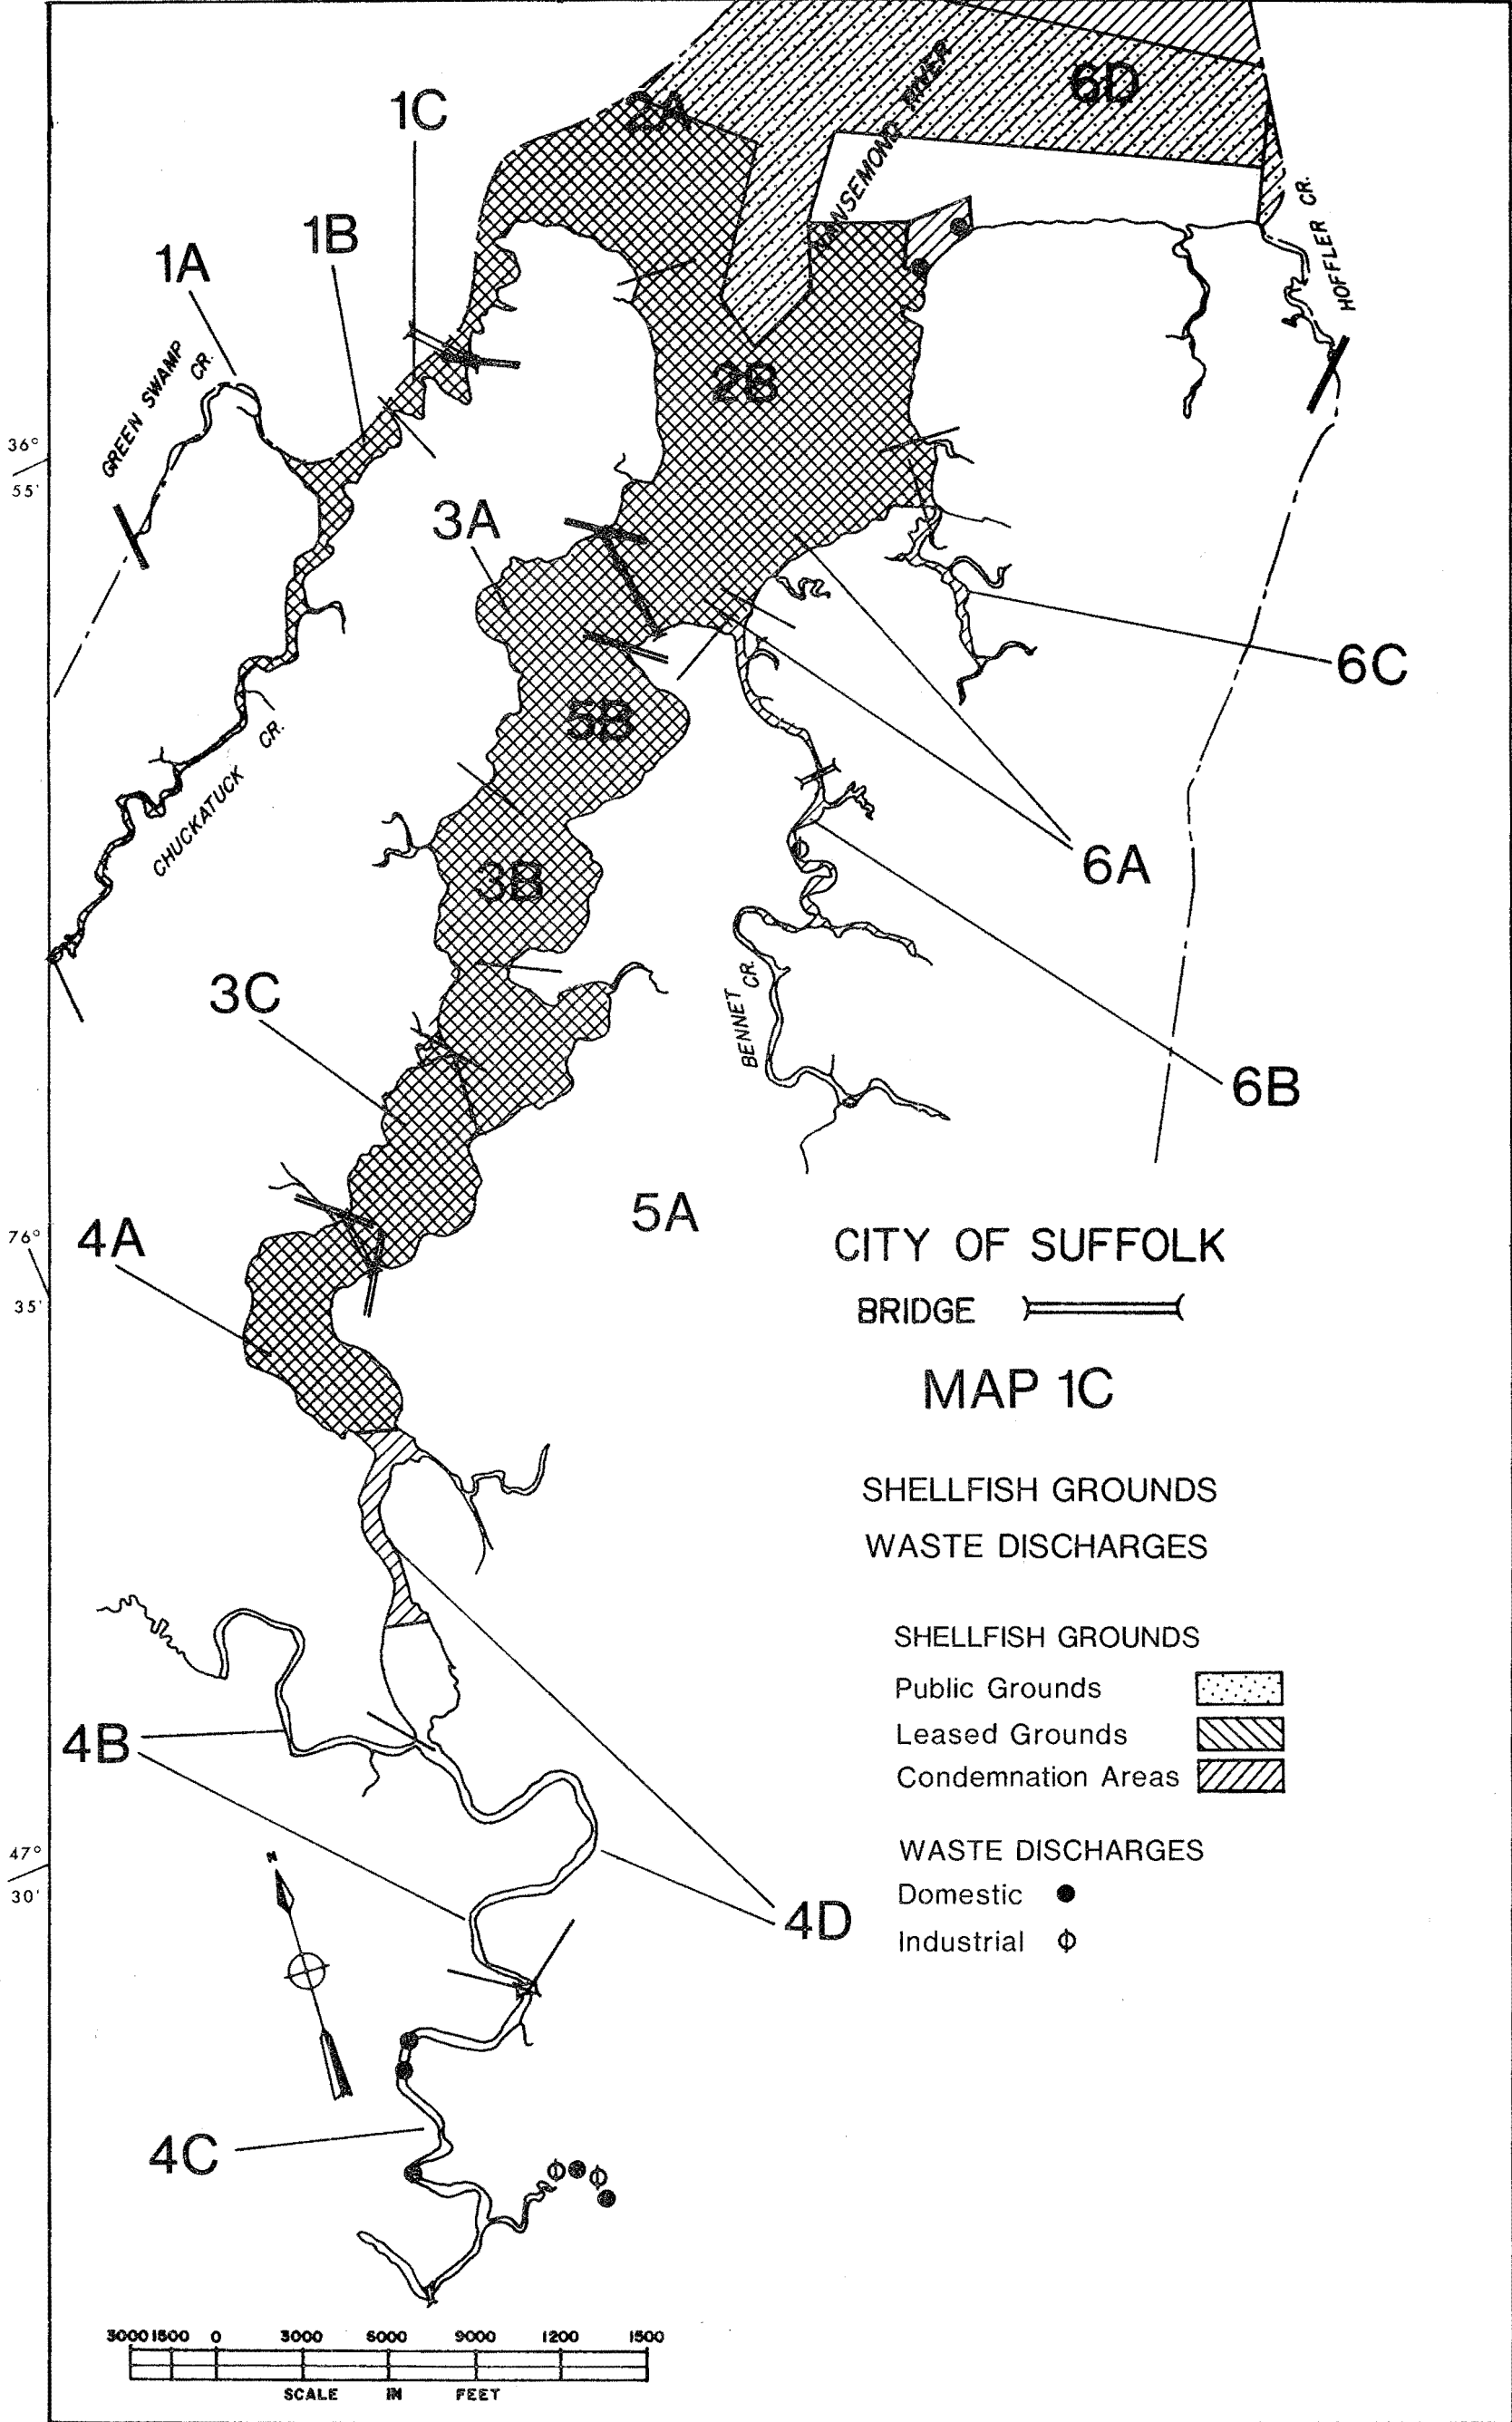 2A
6D
NANSEMOND RIVER
1C
1B
1A
HOFFLER CR.
GREEN SWAMP CR.
2B
36°
55'
3A
6C
5B
CHUCKATUCK CR.
6A
3B
3C
BENNET CR.
6B
5A
4A
76°
35'
CITY OF SUFFOLK
BRIDGE
MAP 1C
SHELLFISH GROUNDS
WASTE DISCHARGES
SHELLFISH GROUNDS
Public Grounds
Leased Grounds
Condemnation Areas
4B
WASTE DISCHARGES
Domestic
Industrial
47°
30'
N
4D
4C
3000 1500 0 3000 6000 9000 1200 1500
SCALE IN FEET